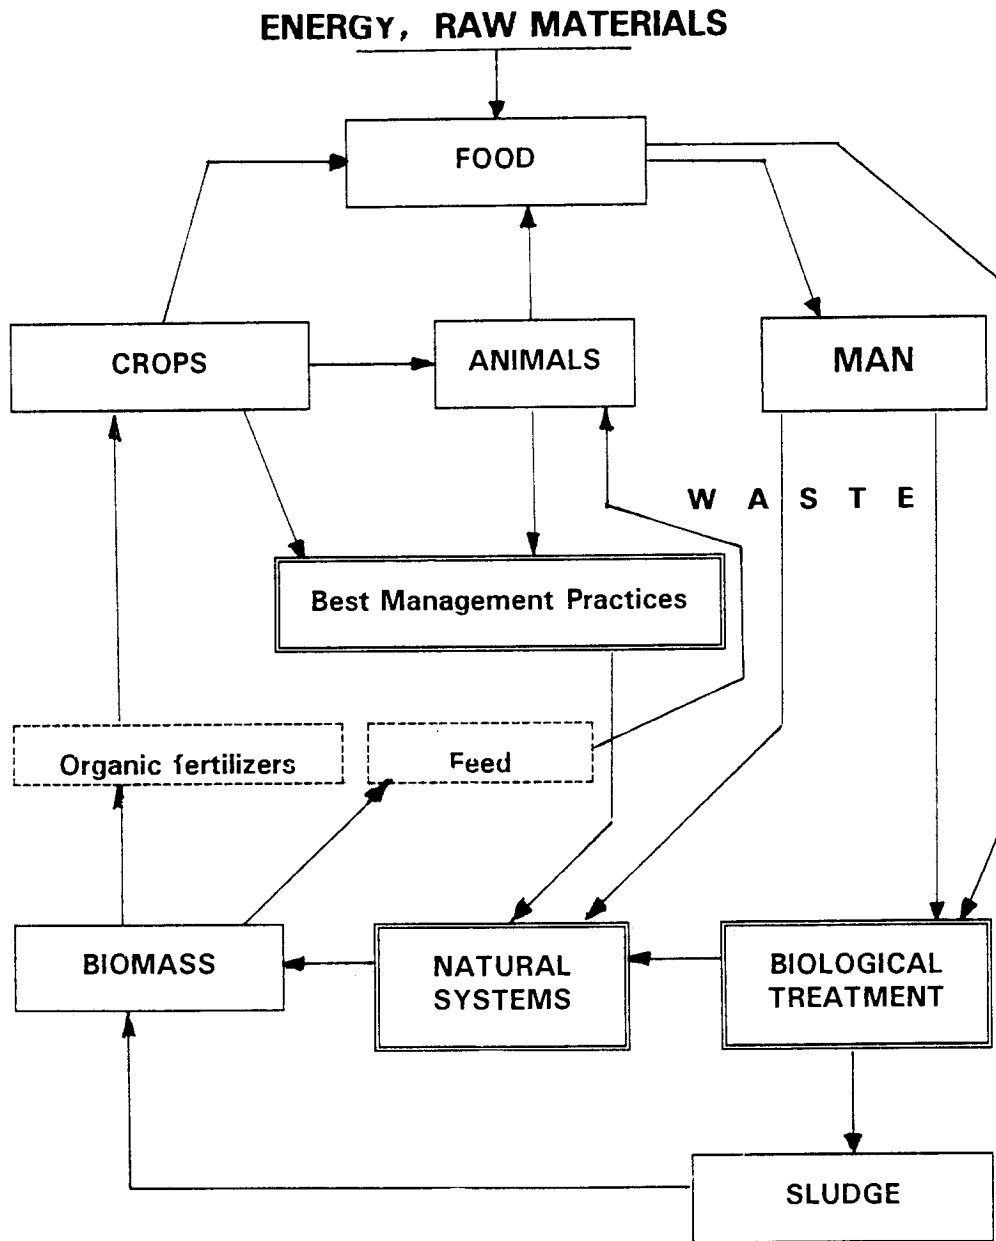 ENERGY, RAW MATERIALS
FOOD
CROPS
ANIMALS
MAN
W A S T E
Best Management Practices
Organic fertilizers
Feed
BIOMASS
NATURAL
SYSTEMS
BIOLOGICAL
TREATMENT
SLUDGE